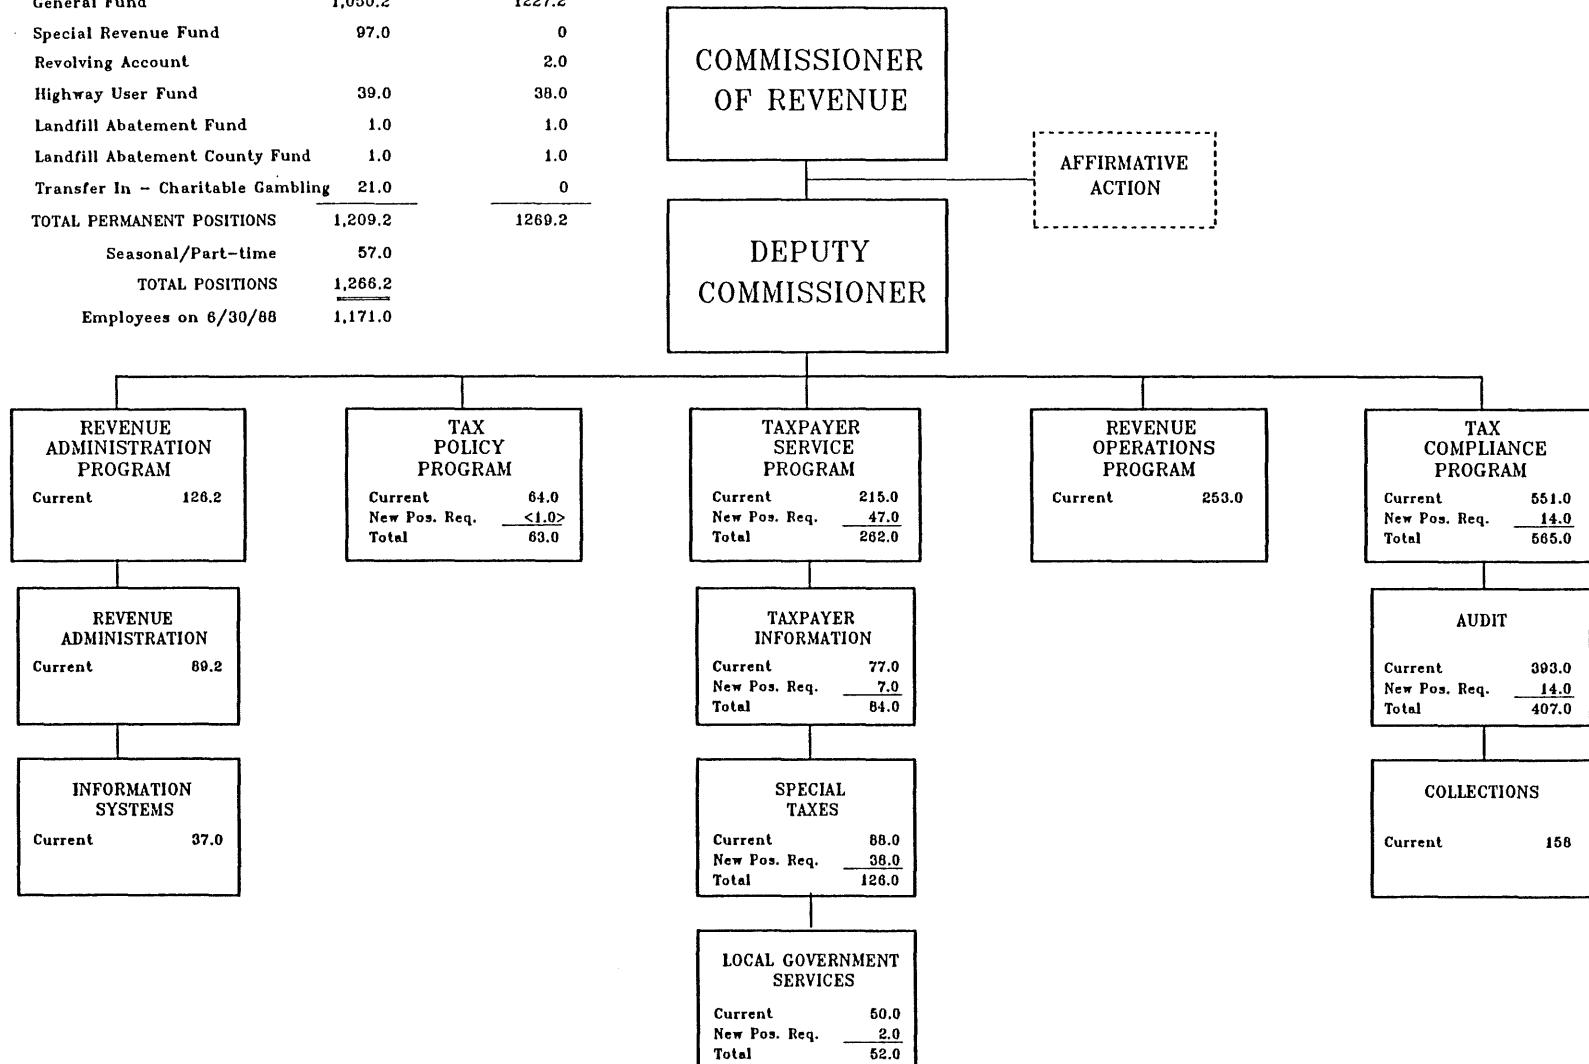 General Fund 1,050.2 1227.2
Special Revenue Fund 97.0 0
Revolving Account 2.0
Highway User Fund 39.0 38.0
Landfill Abatement Fund 1.0 1.0
Landfill Abatement County Fund 1.0 1.0
Transfer In - Charitable Gambling 21.0 0
TOTAL PERMANENT POSITIONS 1,209.2 1269.2
Seasonal/Part-time 57.0
TOTAL POSITIONS 1,266.2
Employees on 6/30/88 1,171.0
COMMISSIONER
OF REVENUE
AFFIRMATIVE
ACTION
DEPUTY
COMMISSIONER
REVENUE
ADMINISTRATION
PROGRAM
Current 126.2
TAX
POLICY
PROGRAM
Current 64.0
New Pos. Req. <1.0>
Total 63.0
TAXPAYER
SERVICE
PROGRAM
Current 215.0
New Pos. Req. 47.0
Total 262.0
REVENUE
OPERATIONS
PROGRAM
Current 253.0
TAX
COMPLIANCE
PROGRAM
Current 551.0
New Pos. Req. 14.0
Total 565.0
REVENUE
ADMINISTRATION
Current 89.2
TAXPAYER
INFORMATION
Current 77.0
New Pos. Req. 7.0
Total 84.0
AUDIT
Current 393.0
New Pos. Req. 14.0
Total 407.0
INFORMATION
SYSTEMS
Current 37.0
SPECIAL
TAXES
Current 88.0
New Pos. Req. 38.0
Total 126.0
COLLECTIONS
Current 158
LOCAL GOVERNMENT
SERVICES
Current 50.0
New Pos. Req. 2.0
Total 52.0